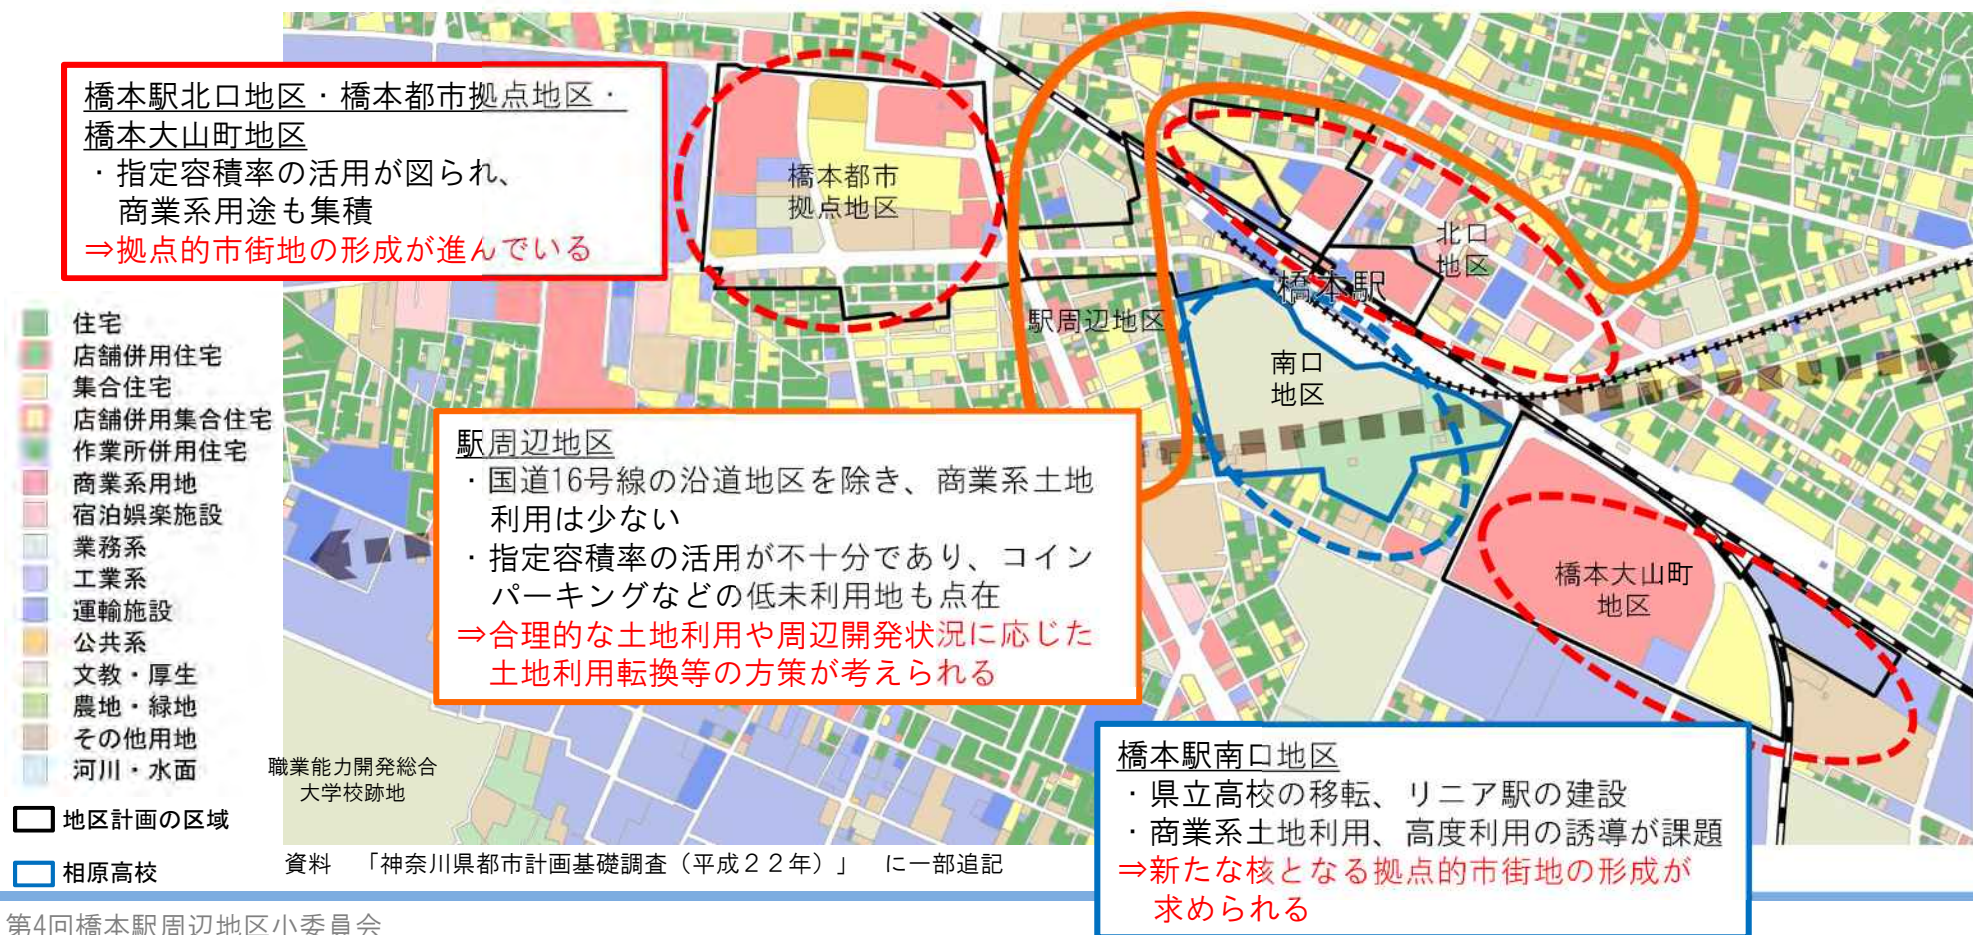 橋本駅北口地区・橋本都市拠点地区・
橋本大山町地区
・指定容積率の活用が図られ、
商業系用途も集積
⇒拠点的市街地の形成が進んでいる
橋本都市
拠点地区
北口
地区
橋本駅
駅周辺地区
南口
地区
住宅
店舗併用住宅
集合住宅
店舗併用集合住宅
作業所併用住宅
商業系用地
宿泊娯楽施設
業務系
工業系
運輸施設
公共系
文教・厚生
農地・緑地
その他用地
河川・水面
地区計画の区域
相原高校
駅周辺地区
・国道16号線の沿道地区を除き、商業系土地
利用は少ない
・指定容積率の活用が不十分であり、コイン
パーキングなどの低未利用地も点在
⇒合理的な土地利用や周辺開発状況に応じた
土地利用転換等の方策が考えられる
橋本大山町
地区
職業能力開発総合
大学校跡地
橋本駅南口地区
・県立高校の移転、リニア駅の建設
・商業系土地利用、高度利用の誘導が課題
⇒新たな核となる拠点的市街地の形成が
求められる
資料 「神奈川県都市計画基礎調査（平成２２年）」 に一部追記
第4回橋本駅周辺地区小委員会